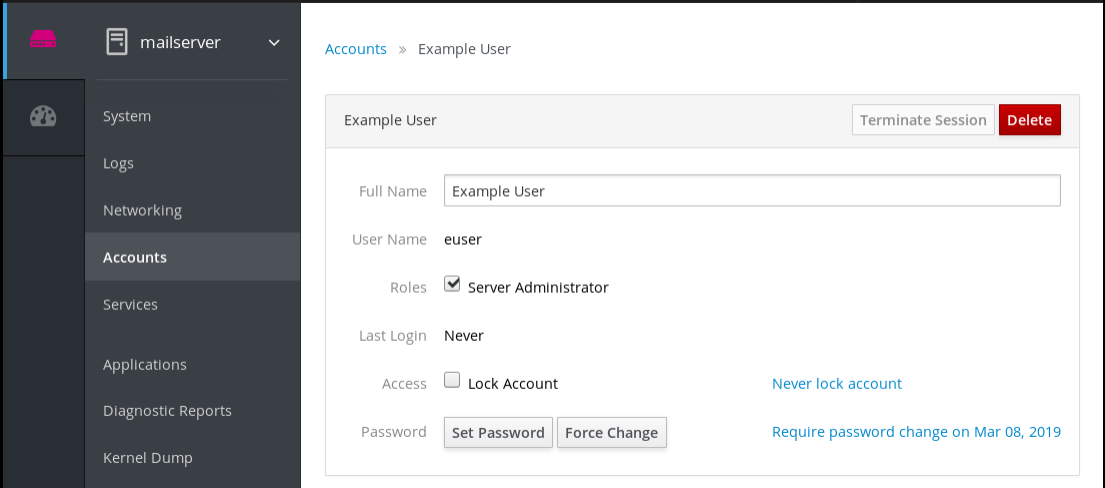 mailserver
System
Logs
Networking
Accounts
Services
Applications
Diagnostic Reports
Kernel Dump
Accounts » Example User
Example User Terminate Session Delete
Full Name Example User
User Name euser
Roles Server Administrator
Last Login Never
Access Lock Account Never lock account
Password Set Password Force Change Require password change on Mar 08, 2019